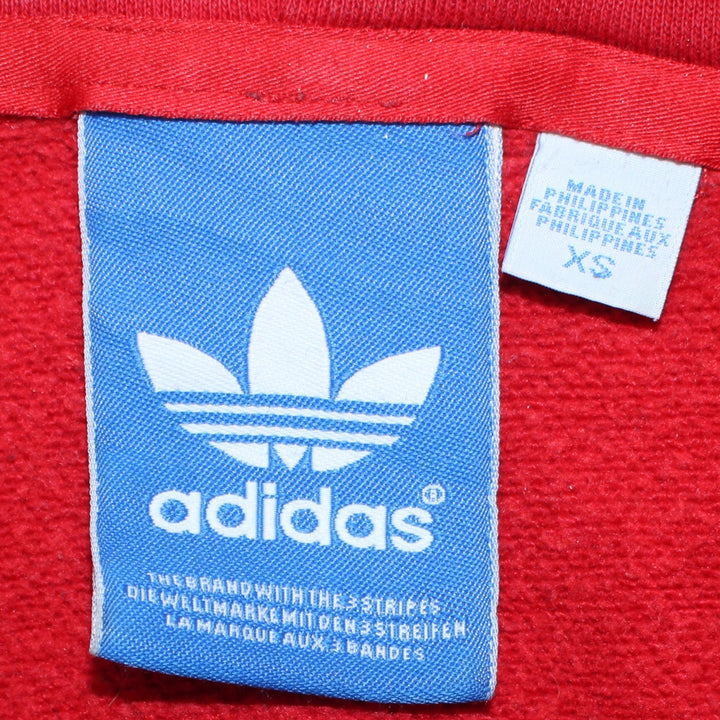 adidas®
THE BRAND WITH THE 3 STRIPES
DIE WELTMARKE MIT DEN 3 STREIFEN
LA MARQUE AUX 3 BANDES
MADE IN
PHILIPPINES
FABRIQUE AUX
PHILIPPINES
XS